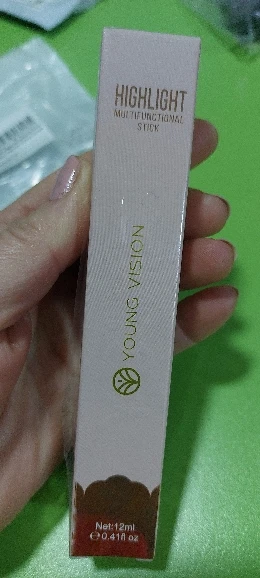 HIGHLIGHT
MULTIFUNCTIONAL
STICK
YOUNG VISION
Net:12ml
℮0.41fl oz